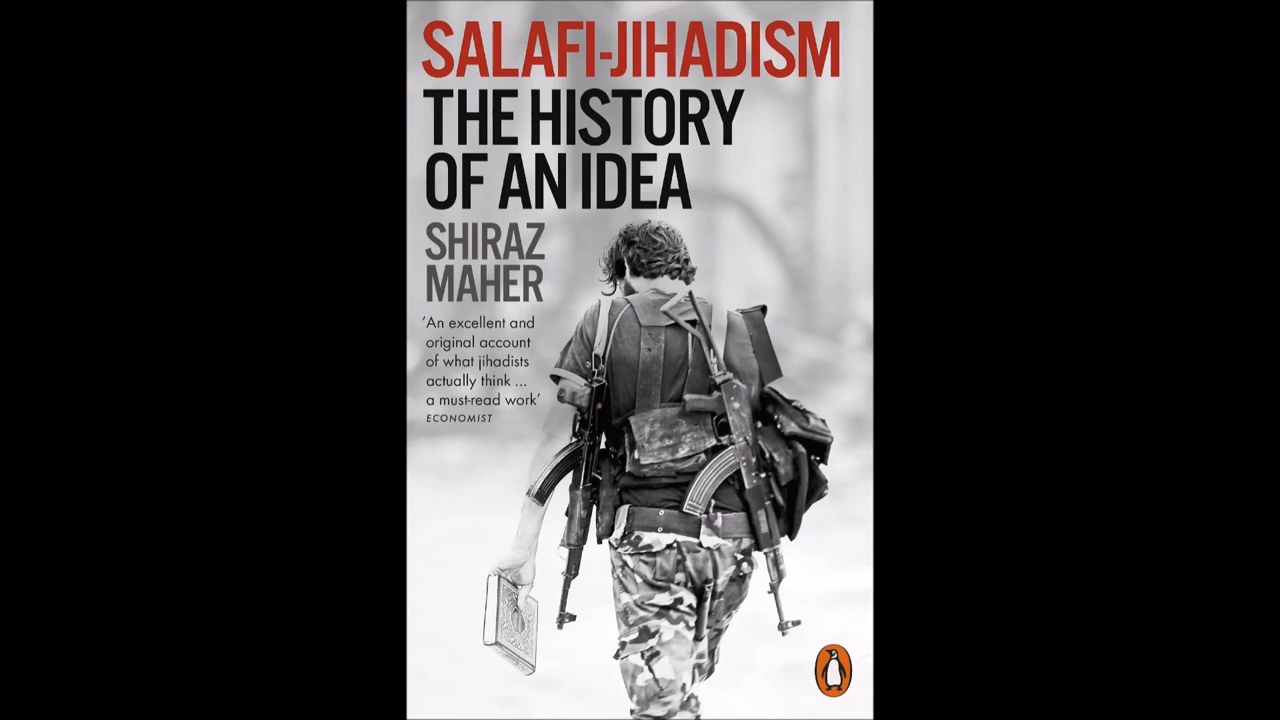 SALAFI-JIHADISM
THE HISTORY
OF AN IDEA
SHIRAZ
MAHER
‘An excellent and
original account
of what jihadists
actually think ...
a must-read work’
ECONOMIST